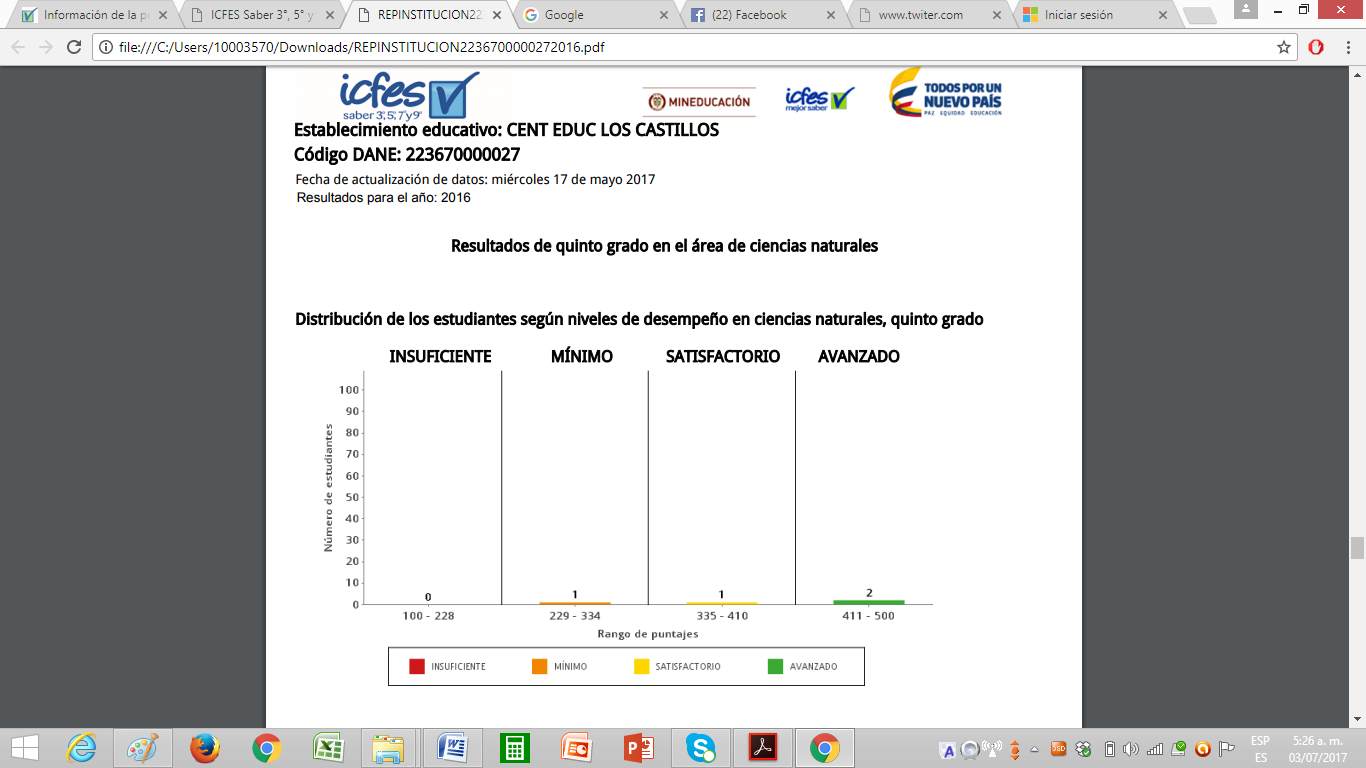 Información de la p
ICFES Saber 3°, 5° y
REPINSTITUCION22
Google
(22) Facebook
www.twiter.com
Iniciar sesión
file:///C:/Users/10003570/Downloads/REPINSTITUCION2236700000272016.pdf
icfes
saber 3°, 5°, 7° y 9°
MINEDUCACIÓN
icfes
mejor saber
TODOS POR UN
NUEVO PAÍS
PAZ EQUIDAD EDUCACIÓN
Establecimiento educativo: CENT EDUC LOS CASTILLOS
Código DANE: 223670000027
Fecha de actualización de datos: miércoles 17 de mayo 2017
Resultados para el año: 2016
Resultados de quinto grado en el área de ciencias naturales
Distribución de los estudiantes según niveles de desempeño en ciencias naturales, quinto grado
INSUFICIENTE MÍNIMO SATISFACTORIO AVANZADO
Número de estudiantes
100
90
80
70
60
50
40
30
20
10
0
0 1 1 2
100 - 228 229 - 334 335 - 410 411 - 500
Rango de puntajes
INSUFICIENTE MÍNIMO SATISFACTORIO AVANZADO
ESP 5:26 a. m.
ES 03/07/2017